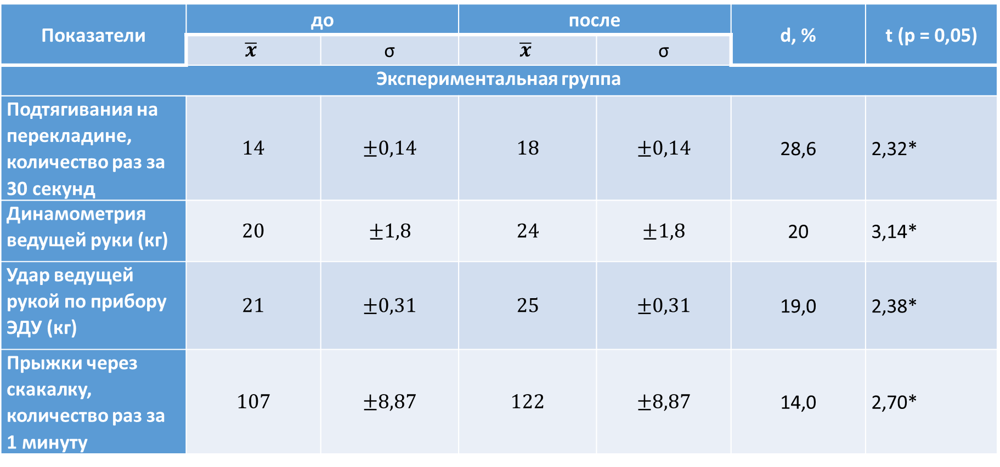 Показатели
до
после
d, %
t (p = 0,05)
x̅
σ
x̅
σ
Экспериментальная группа
Подтягивания на
перекладине,
количество раз за
30 секунд
14
±0,14
18
±0,14
28,6
2,32*
Динамометрия
ведущей руки (кг)
20
±1,8
24
±1,8
20
3,14*
Удар ведущей
рукой по прибору
ЭДУ (кг)
21
±0,31
25
±0,31
19,0
2,38*
Прыжки через
скакалку,
количество раз за
1 минуту
107
±8,87
122
±8,87
14,0
2,70*